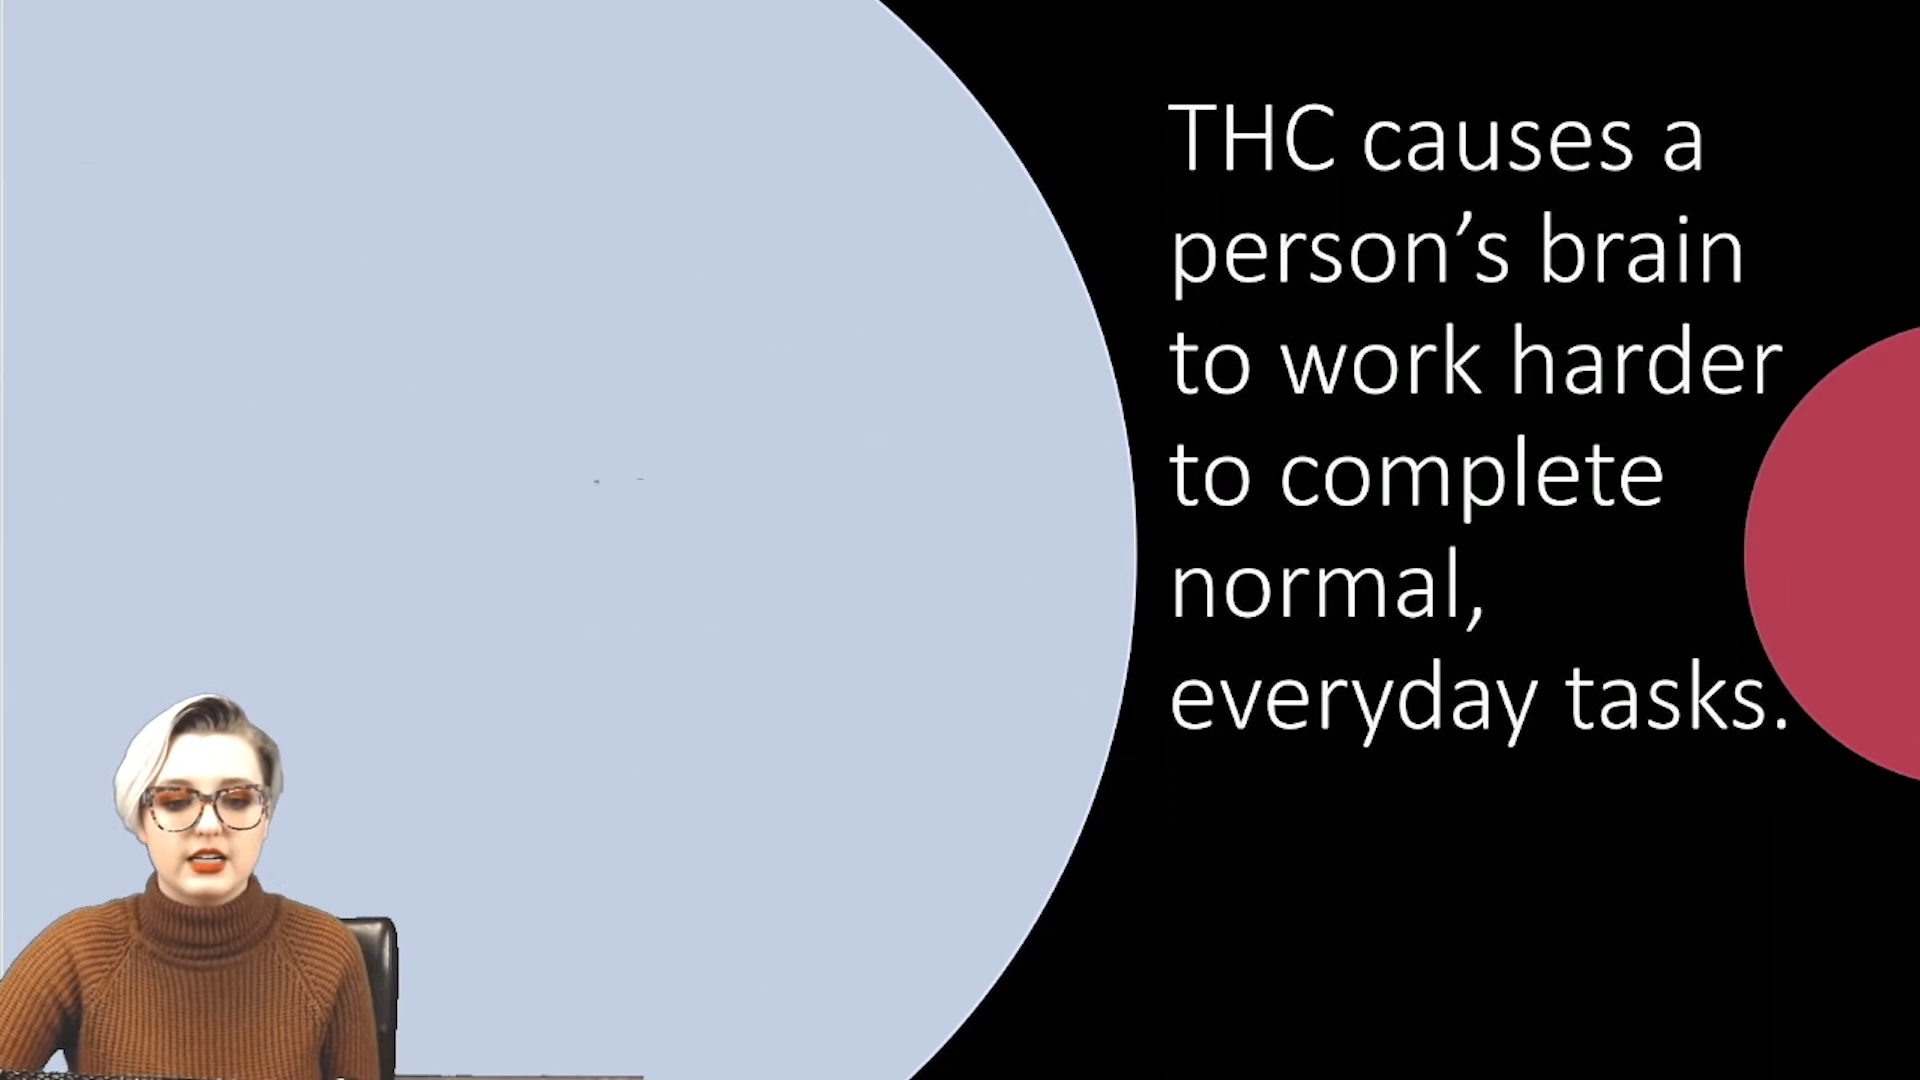 THC causes a
person’s brain
to work harder
to complete
normal,
everyday tasks.